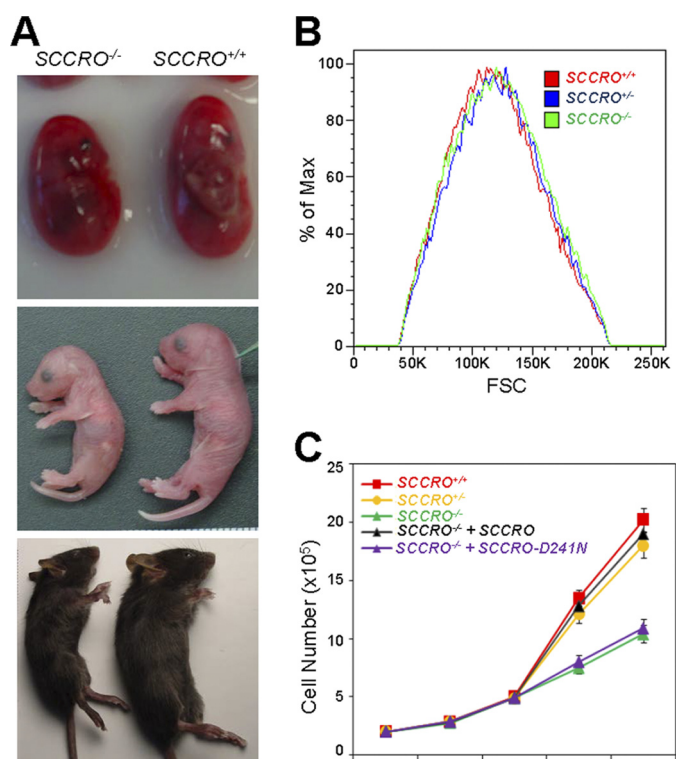 A
SCCRO-/- SCCRO+/+
B
% of Max
100
80
60
40
20
0
SCCRO+/+
SCCRO+/-
SCCRO-/-
0 50K 100K 150K 200K 250K
FSC
C
Cell Number (x10⁵)
25
20
15
10
5
0
SCCRO+/+
SCCRO+/-
SCCRO-/-
SCCRO-/- + SCCRO
SCCRO-/- + SCCRO-D241N